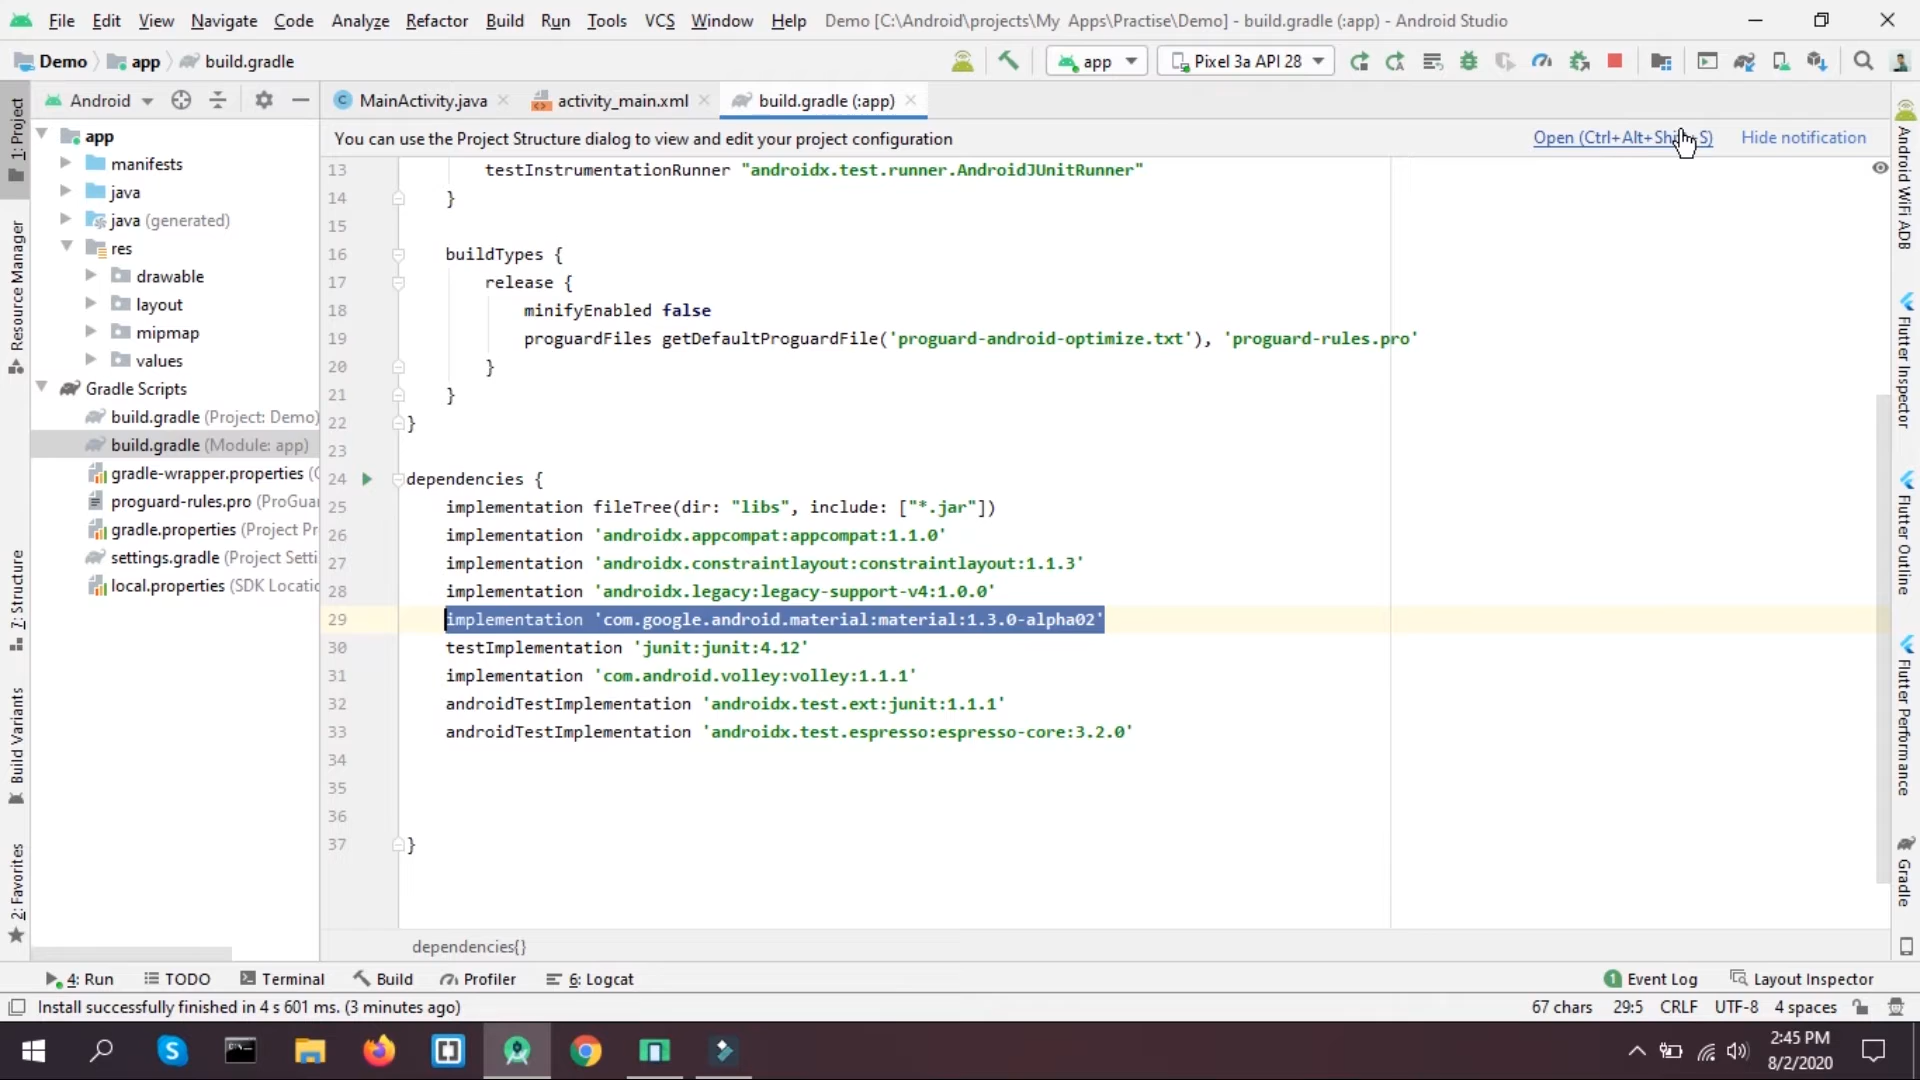 File Edit View Navigate Code Analyze Refactor Build Run Tools VCS Window Help Demo [C:\Android\projects\My Apps\Practise\Demo] - build.gradle (:app) - Android Studio
Demo app build.gradle app Pixel 3a API 28
Android MainActivity.java activity_main.xml build.gradle (:app)
You can use the Project Structure dialog to view and edit your project configuration Open (Ctrl+Alt+Shift+S) Hide notification
1: Project
Resource Manager
7: Structure
Build Variants
2: Favorites
app
manifests
java
java (generated)
res
drawable
layout
mipmap
values
Gradle Scripts
build.gradle (Project: Demo)
build.gradle (Module: app)
gradle-wrapper.properties (G
proguard-rules.pro (ProGua
gradle.properties (Project Pr
settings.gradle (Project Setti
local.properties (SDK Locatio
13 testInstrumentationRunner "androidx.test.runner.AndroidJUnitRunner"
14 }
15
16 buildTypes {
17 release {
18 minifyEnabled false
19 proguardFiles getDefaultProguardFile('proguard-android-optimize.txt'), 'proguard-rules.pro'
20 }
21 }
22 }
23
24 dependencies {
25 implementation fileTree(dir: "libs", include: ["*.jar"])
26 implementation 'androidx.appcompat:appcompat:1.1.0'
27 implementation 'androidx.constraintlayout:constraintlayout:1.1.3'
28 implementation 'androidx.legacy:legacy-support-v4:1.0.0'
29 implementation 'com.google.android.material:material:1.3.0-alpha02'
30 testImplementation 'junit:junit:4.12'
31 implementation 'com.android.volley:volley:1.1.1'
32 androidTestImplementation 'androidx.test.ext:junit:1.1.1'
33 androidTestImplementation 'androidx.test.espresso:espresso-core:3.2.0'
34
35
36
37 }
dependencies{}
Android WiFi ADB
Flutter Inspector
Flutter Outline
Flutter Performance
Gradle
4: Run TODO Terminal Build Profiler 6: Logcat 1 Event Log Layout Inspector
Install successfully finished in 4 s 601 ms. (3 minutes ago) 67 chars 29:5 CRLF UTF-8 4 spaces
2:45 PM
8/2/2020